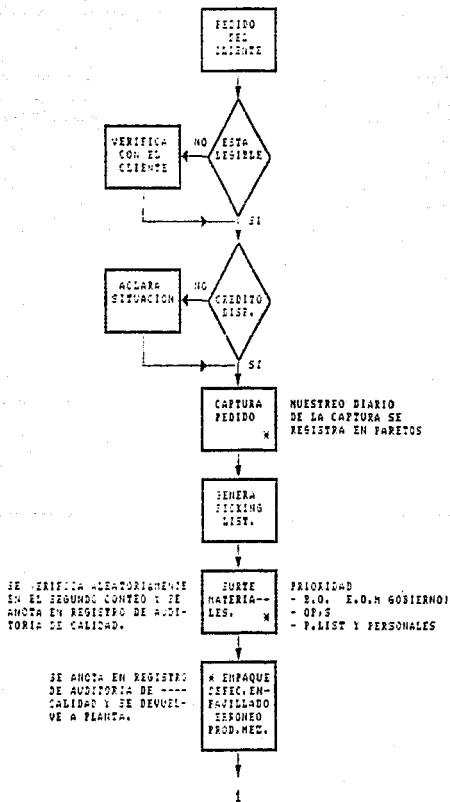 PEDIDO
DEL
CLIENTE
ESTA
LEGIBLE
NO
VERIFICA
CON EL
CLIENTE
SI
CREDITO
DISP.
NO
ACLARA
SITUACION
SI
CAPTURA
PEDIDO
*
MUESTREO DIARIO
DE LA CAPTURA SE
REGISTRA EN PARETOS
GENERA
PICKING
LIST.
SE VERIFICA ALEATORIAMENTE
EN EL SEGUNDO CONTEO Y SE
ANOTA EN REGISTRO DE AUDI-
TORIA DE CALIDAD.
SURTE
MATERIA--
LES.
*
PRIORIDAD
- B.O. E.O.M GOBIERNO)
- OP,S
- P.LIST Y PERSONALES
SE ANOTA EN REGISTRO
DE AUDITORIA DE ----
CALIDAD Y SE DEVUEL-
VE A PLANTA.
* EMPAQUE
DEFEC.EN-
FAJILLADO
ERRONEO
PROD.MEZ.
1